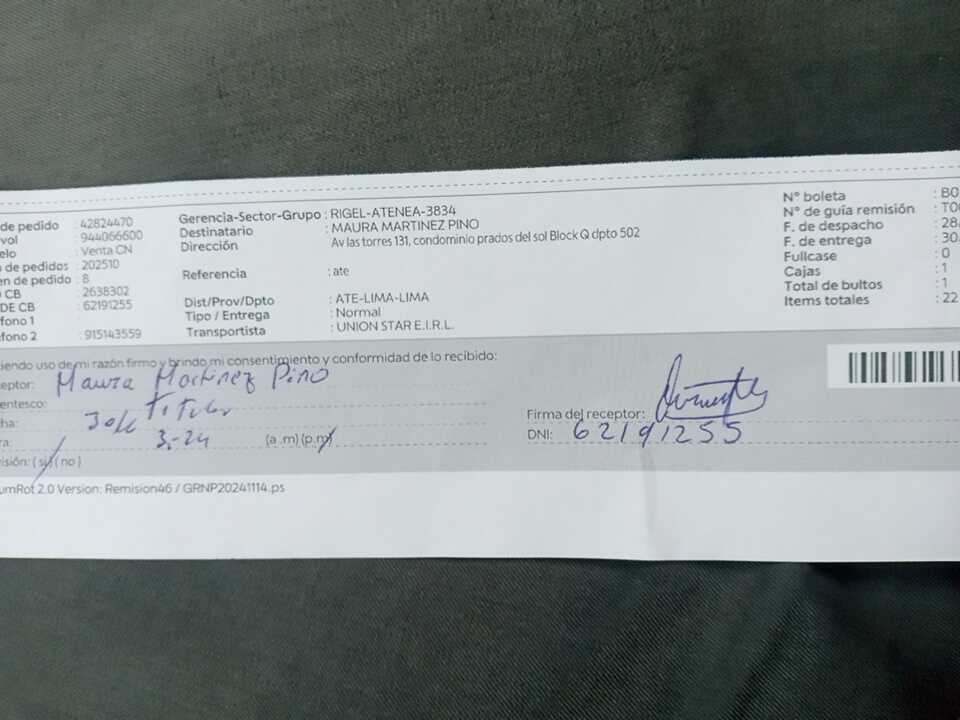 de pedido : 42824470
vol : 944066600
elo : Venta CN
de pedidos : 202510
en de pedido : 8
CB : 2638302
DE CB : 62191255
fono 1
fono 2 : 915143559
Gerencia-Sector-Grupo : RIGEL-ATENEA-3834
Destinatario : MAURA MARTINEZ PINO
Dirección : Av las torres 131, condominio prados del sol Block Q dpto 502
Referencia : ate
Dist/Prov/Dpto : ATE-LIMA-LIMA
Tipo / Entrega : Normal
Transportista : UNION STAR E.I.R.L.
N° boleta : B0
N° de guía remisión : T0
F. de despacho : 28
F. de entrega : 30
Fullcase : 0
Cajas : 1
Total de bultos : 1
Items totales : 22
iendo uso de mi razón firmo y brindo mi consentimiento y conformidad de lo recibido:
eptor: Maura Martinez Pino
entesco: Titular
ha:
ra: 3:24 (a.m) (p.m)
isión: (si) (no)
Firma del receptor:
DNI: 62191255
umRot 2.0 Version: Remision46 / GRNP20241114.ps